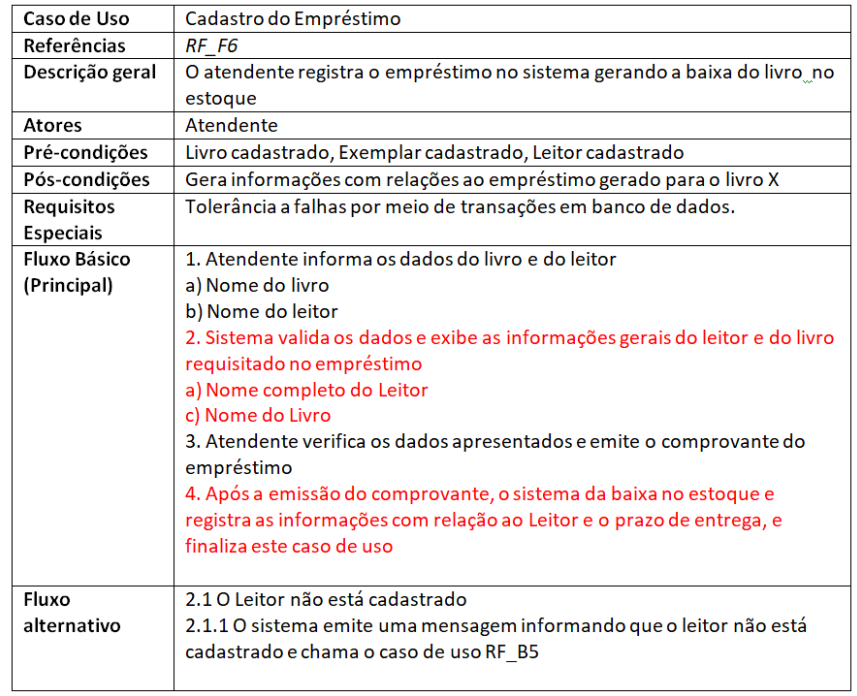 Caso de Uso
Cadastro do Empréstimo
Referências
RF_F6
Descrição geral
O atendente registra o empréstimo no sistema gerando a baixa do livro no
estoque
Atores
Atendente
Pré-condições
Livro cadastrado, Exemplar cadastrado, Leitor cadastrado
Pós-condições
Gera informações com relações ao empréstimo gerado para o livro X
Requisitos
Especiais
Tolerância a falhas por meio de transações em banco de dados.
Fluxo Básico
(Principal)
1. Atendente informa os dados do livro e do leitor
a) Nome do livro
b) Nome do leitor
2. Sistema valida os dados e exibe as informações gerais do leitor e do livro
requisitado no empréstimo
a) Nome completo do Leitor
c) Nome do Livro
3. Atendente verifica os dados apresentados e emite o comprovante do
empréstimo
4. Após a emissão do comprovante, o sistema da baixa no estoque e
registra as informações com relação ao Leitor e o prazo de entrega, e
finaliza este caso de uso
Fluxo
alternativo
2.1 O Leitor não está cadastrado
2.1.1 O sistema emite uma mensagem informando que o leitor não está
cadastrado e chama o caso de uso RF_B5